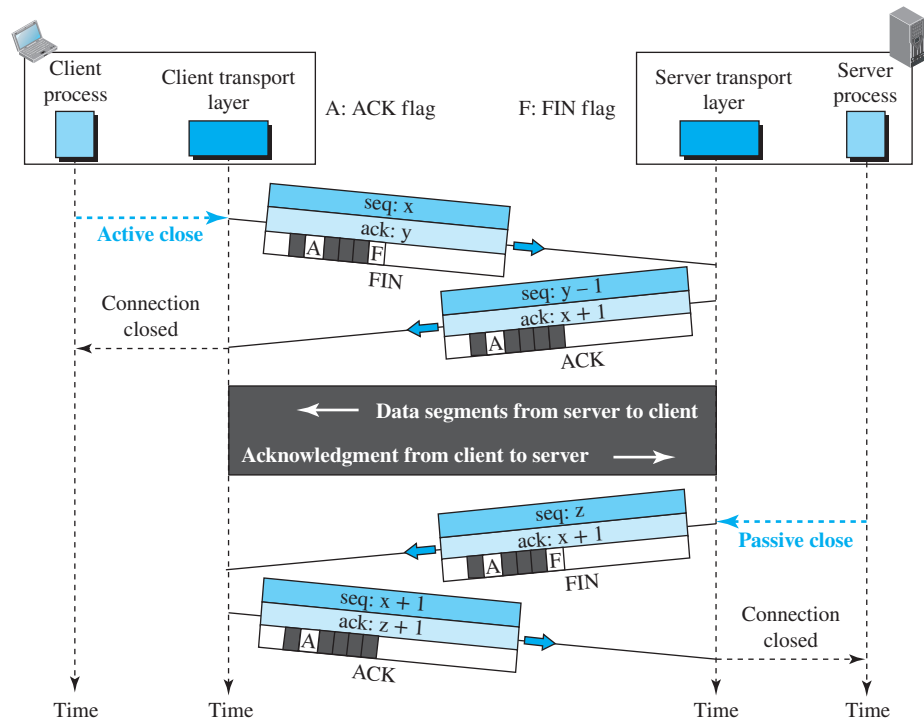 Client
process
Client transport
layer
A: ACK flag
F: FIN flag
Server transport
layer
Server
process
seq: x
ack: y
A
F
FIN
Active close
seq: y – 1
ack: x + 1
A
ACK
Connection
closed
Data segments from server to client
Acknowledgment from client to server
seq: z
ack: x + 1
A
F
FIN
Passive close
seq: x + 1
ack: z + 1
A
ACK
Connection
closed
Time
Time
Time
Time